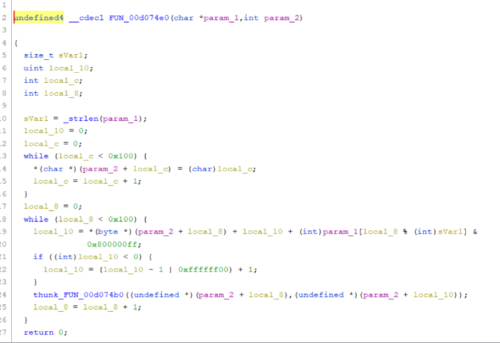 1
2 undefined4 __cdecl FUN_00d074e0(char *param_1,int param_2)
3
4 {
5 size_t sVar1;
6 uint local_10;
7 int local_c;
8 int local_8;
9
10 sVar1 = _strlen(param_1);
11 local_10 = 0;
12 local_c = 0;
13 while (local_c < 0x100) {
14 *(char *)(param_2 + local_c) = (char)local_c;
15 local_c = local_c + 1;
16 }
17 local_8 = 0;
18 while (local_8 < 0x100) {
19 local_10 = *(byte *)(param_2 + local_8) + local_10 + (int)param_1[local_8 % (int)sVar1] &
20 0x800000ff;
21 if ((int)local_10 < 0) {
22 local_10 = (local_10 - 1 | 0xffffff00) + 1;
23 }
24 thunk_FUN_00d074b0((undefined *)(param_2 + local_8),(undefined *)(param_2 + local_10));
25 local_8 = local_8 + 1;
26 }
27 return 0;